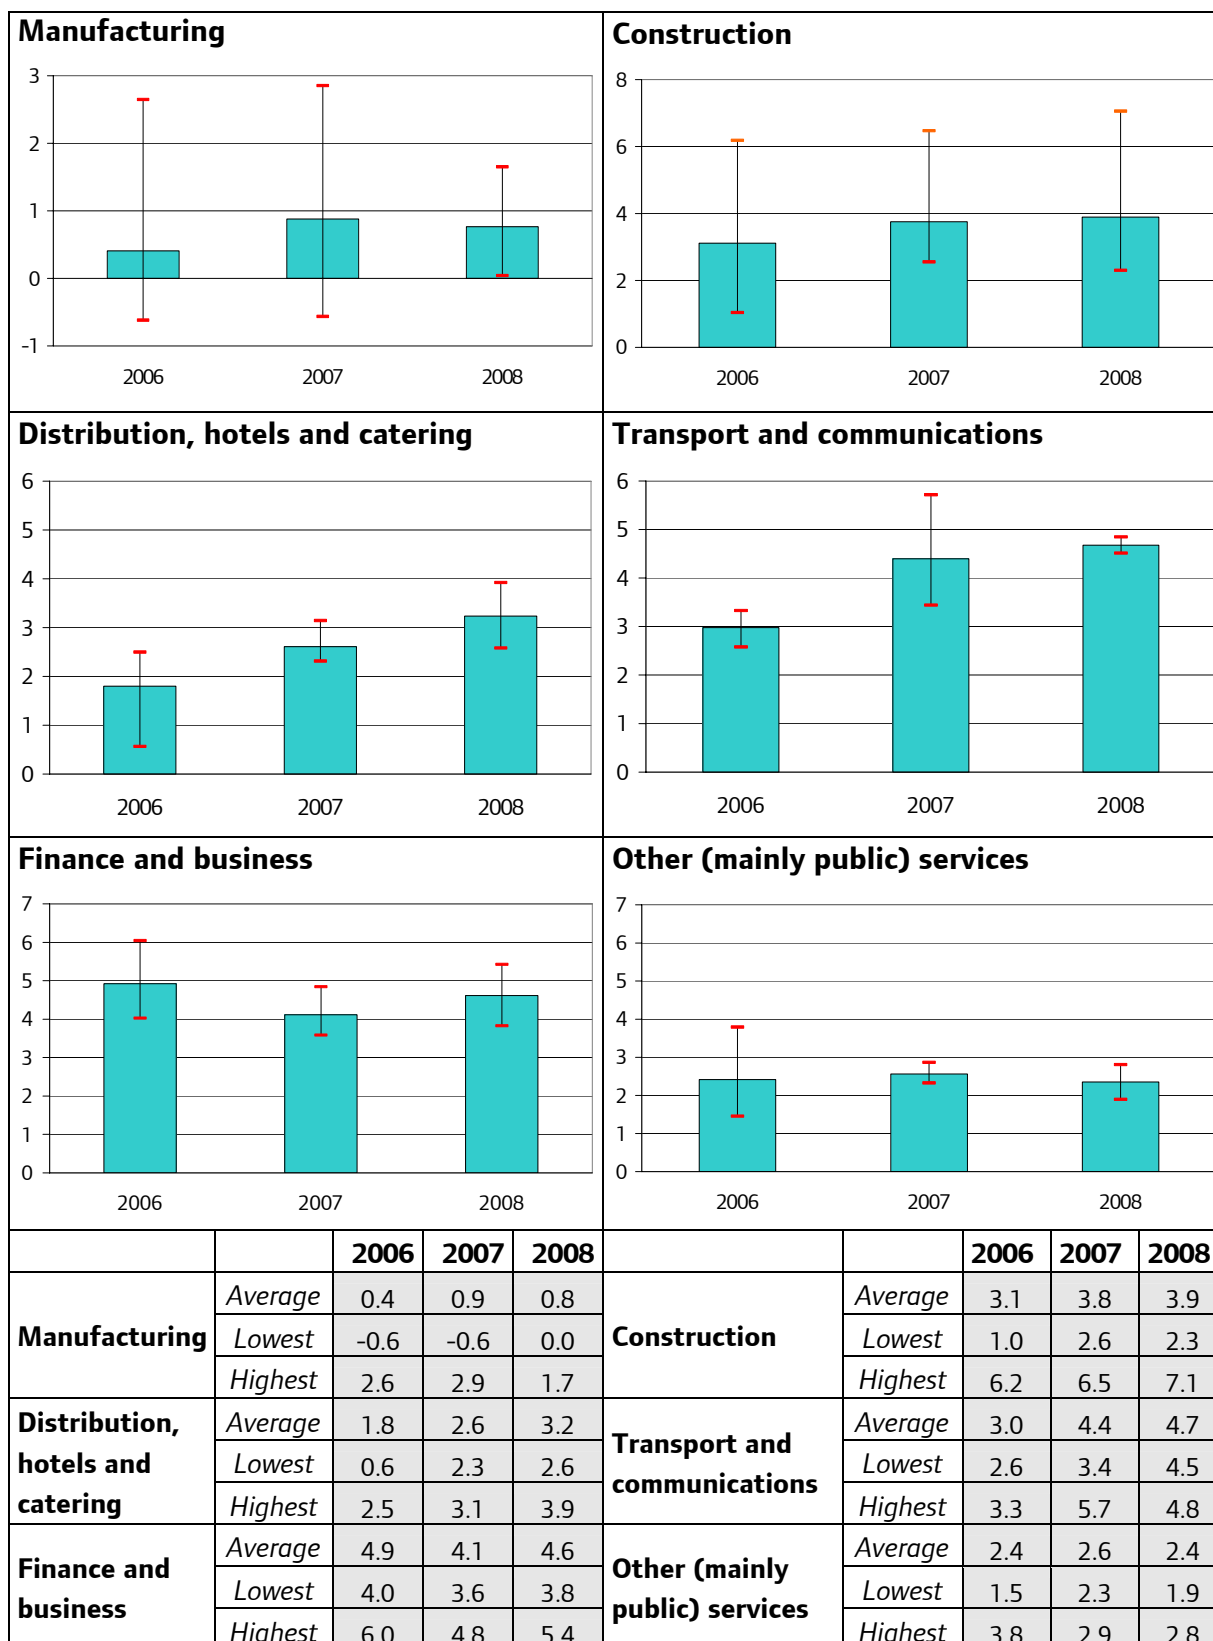 Manufacturing
3
2
1
0
-1
2006 2007 2008
Construction
8
6
4
2
0
2006 2007 2008
Distribution, hotels and catering
6
5
4
3
2
1
0
2006 2007 2008
Transport and communications
6
5
4
3
2
1
0
2006 2007 2008
Finance and business
7
6
5
4
3
2
1
0
2006 2007 2008
Other (mainly public) services
7
6
5
4
3
2
1
0
2006 2007 2008
2006 2007 2008
Manufacturing
Average 0.4 0.9 0.8
Lowest -0.6 -0.6 0.0
Highest 2.6 2.9 1.7
Distribution,
hotels and
catering
Average 1.8 2.6 3.2
Lowest 0.6 2.3 2.6
Highest 2.5 3.1 3.9
Finance and
business
Average 4.9 4.1 4.6
Lowest 4.0 3.6 3.8
Highest 6.0 4.8 5.4
2006 2007 2008
Construction
Average 3.1 3.8 3.9
Lowest 1.0 2.6 2.3
Highest 6.2 6.5 7.1
Transport and
communications
Average 3.0 4.4 4.7
Lowest 2.6 3.4 4.5
Highest 3.3 5.7 4.8
Other (mainly
public) services
Average 2.4 2.6 2.4
Lowest 1.5 2.3 1.9
Highest 3.8 2.9 2.8